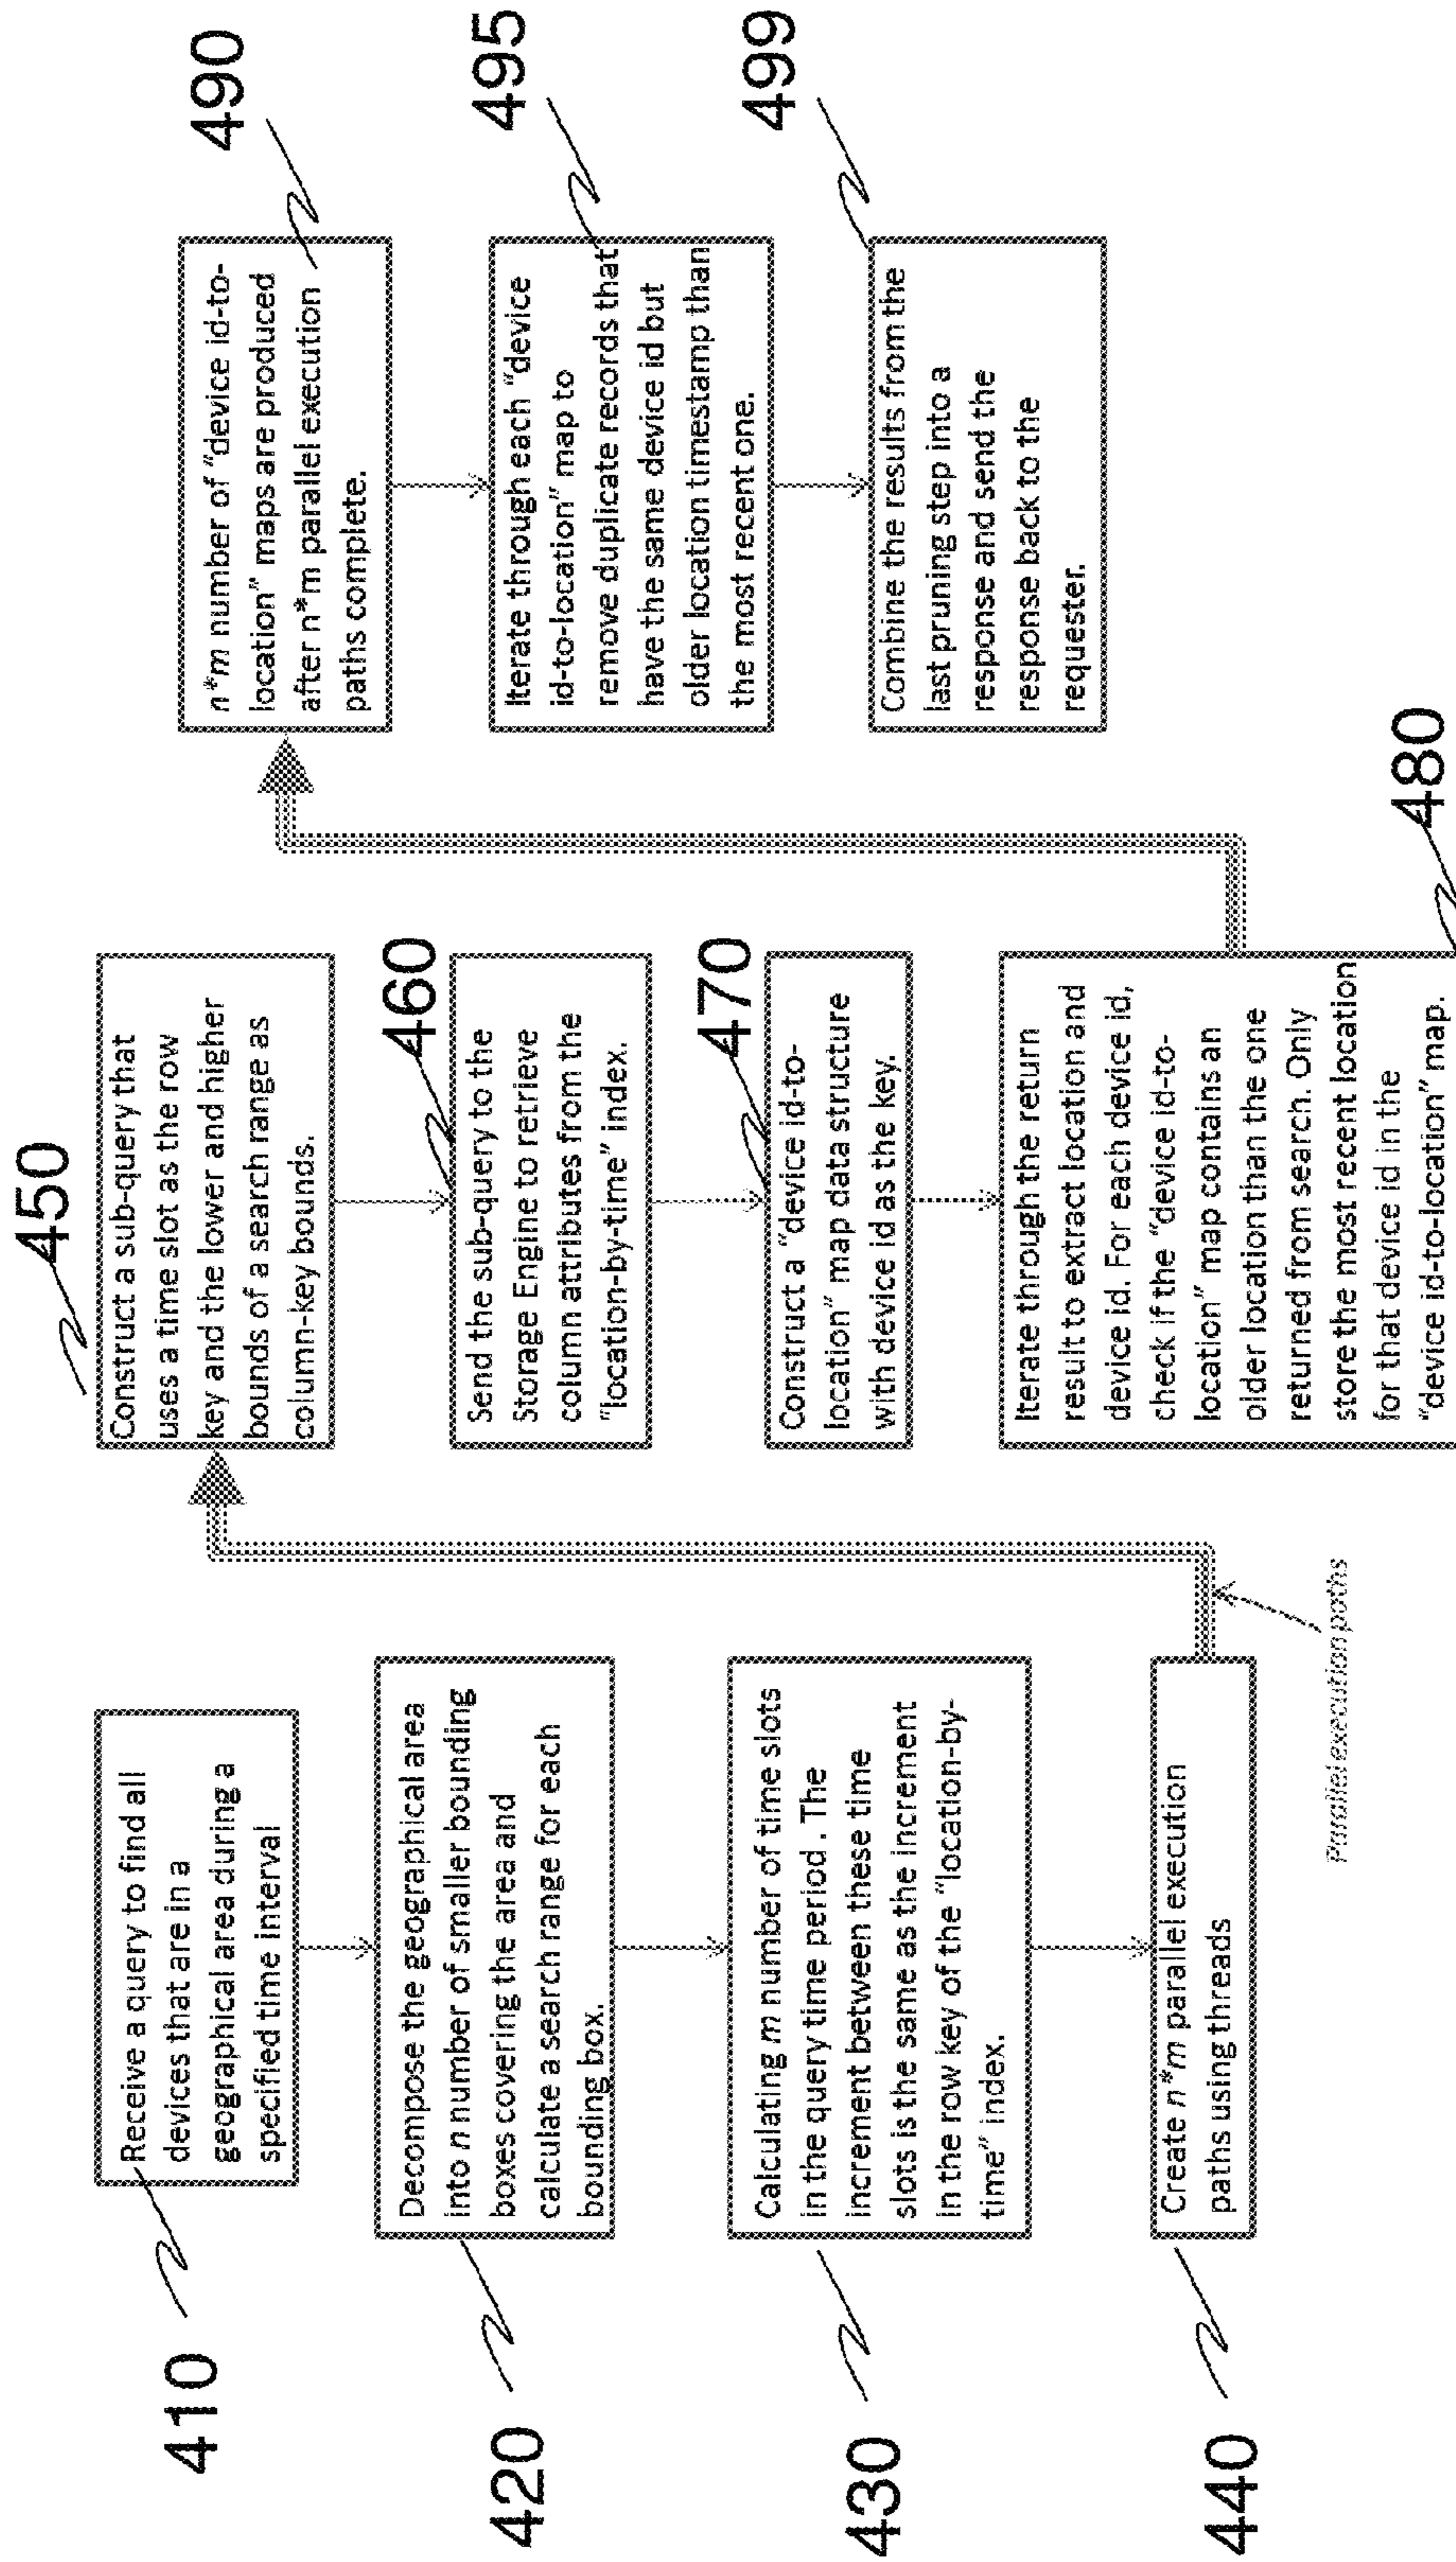 410
Receive a query to find all
devices that are in a
geographical area during a
specified time interval
420
Decompose the geographical area
into n number of smaller bounding
boxes covering the area and
calculate a search range for each
bounding box.
430
Calculating m number of time slots
in the query time period . The
increment between these time
slots is the same as the increment
in the row key of the "location-by-
time" index.
440
Create n*m parallel execution
paths using threads
Parallel execution paths
450
Construct a sub-query that
uses a time slot as the row
key and the lower and higher
bounds of a search range as
column-key bounds.
460
Send the sub-query to the
Storage Engine to retrieve
column attributes from the
"location-by-time" index.
470
Construct a "device id-to-
location" map data structure
with device id as the key.
480
Iterate through the return
result to extract location and
device id. For each device id,
check if the "device id-to-
location" map contains an
older location than the one
returned from search. Only
store the most recent location
for that device id in the
"device id-to-location" map.
490
n*m number of "device id-to-
location" maps are produced
after n*m parallel execution
paths complete.
495
Iterate through each "device
id-to-location" map to
remove duplicate records that
have the same device id but
older location timestamp than
the most recent one.
499
Combine the results from the
last pruning step into a
response and send the
response back to the
requester.